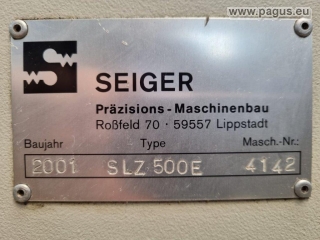 www.pagus.eu
SEIGER
Präzisions-Maschinenbau
Roßfeld 70 · 59557 Lippstadt
Baujahr Type Masch.-Nr.:
2001 SLZ 500E 4142